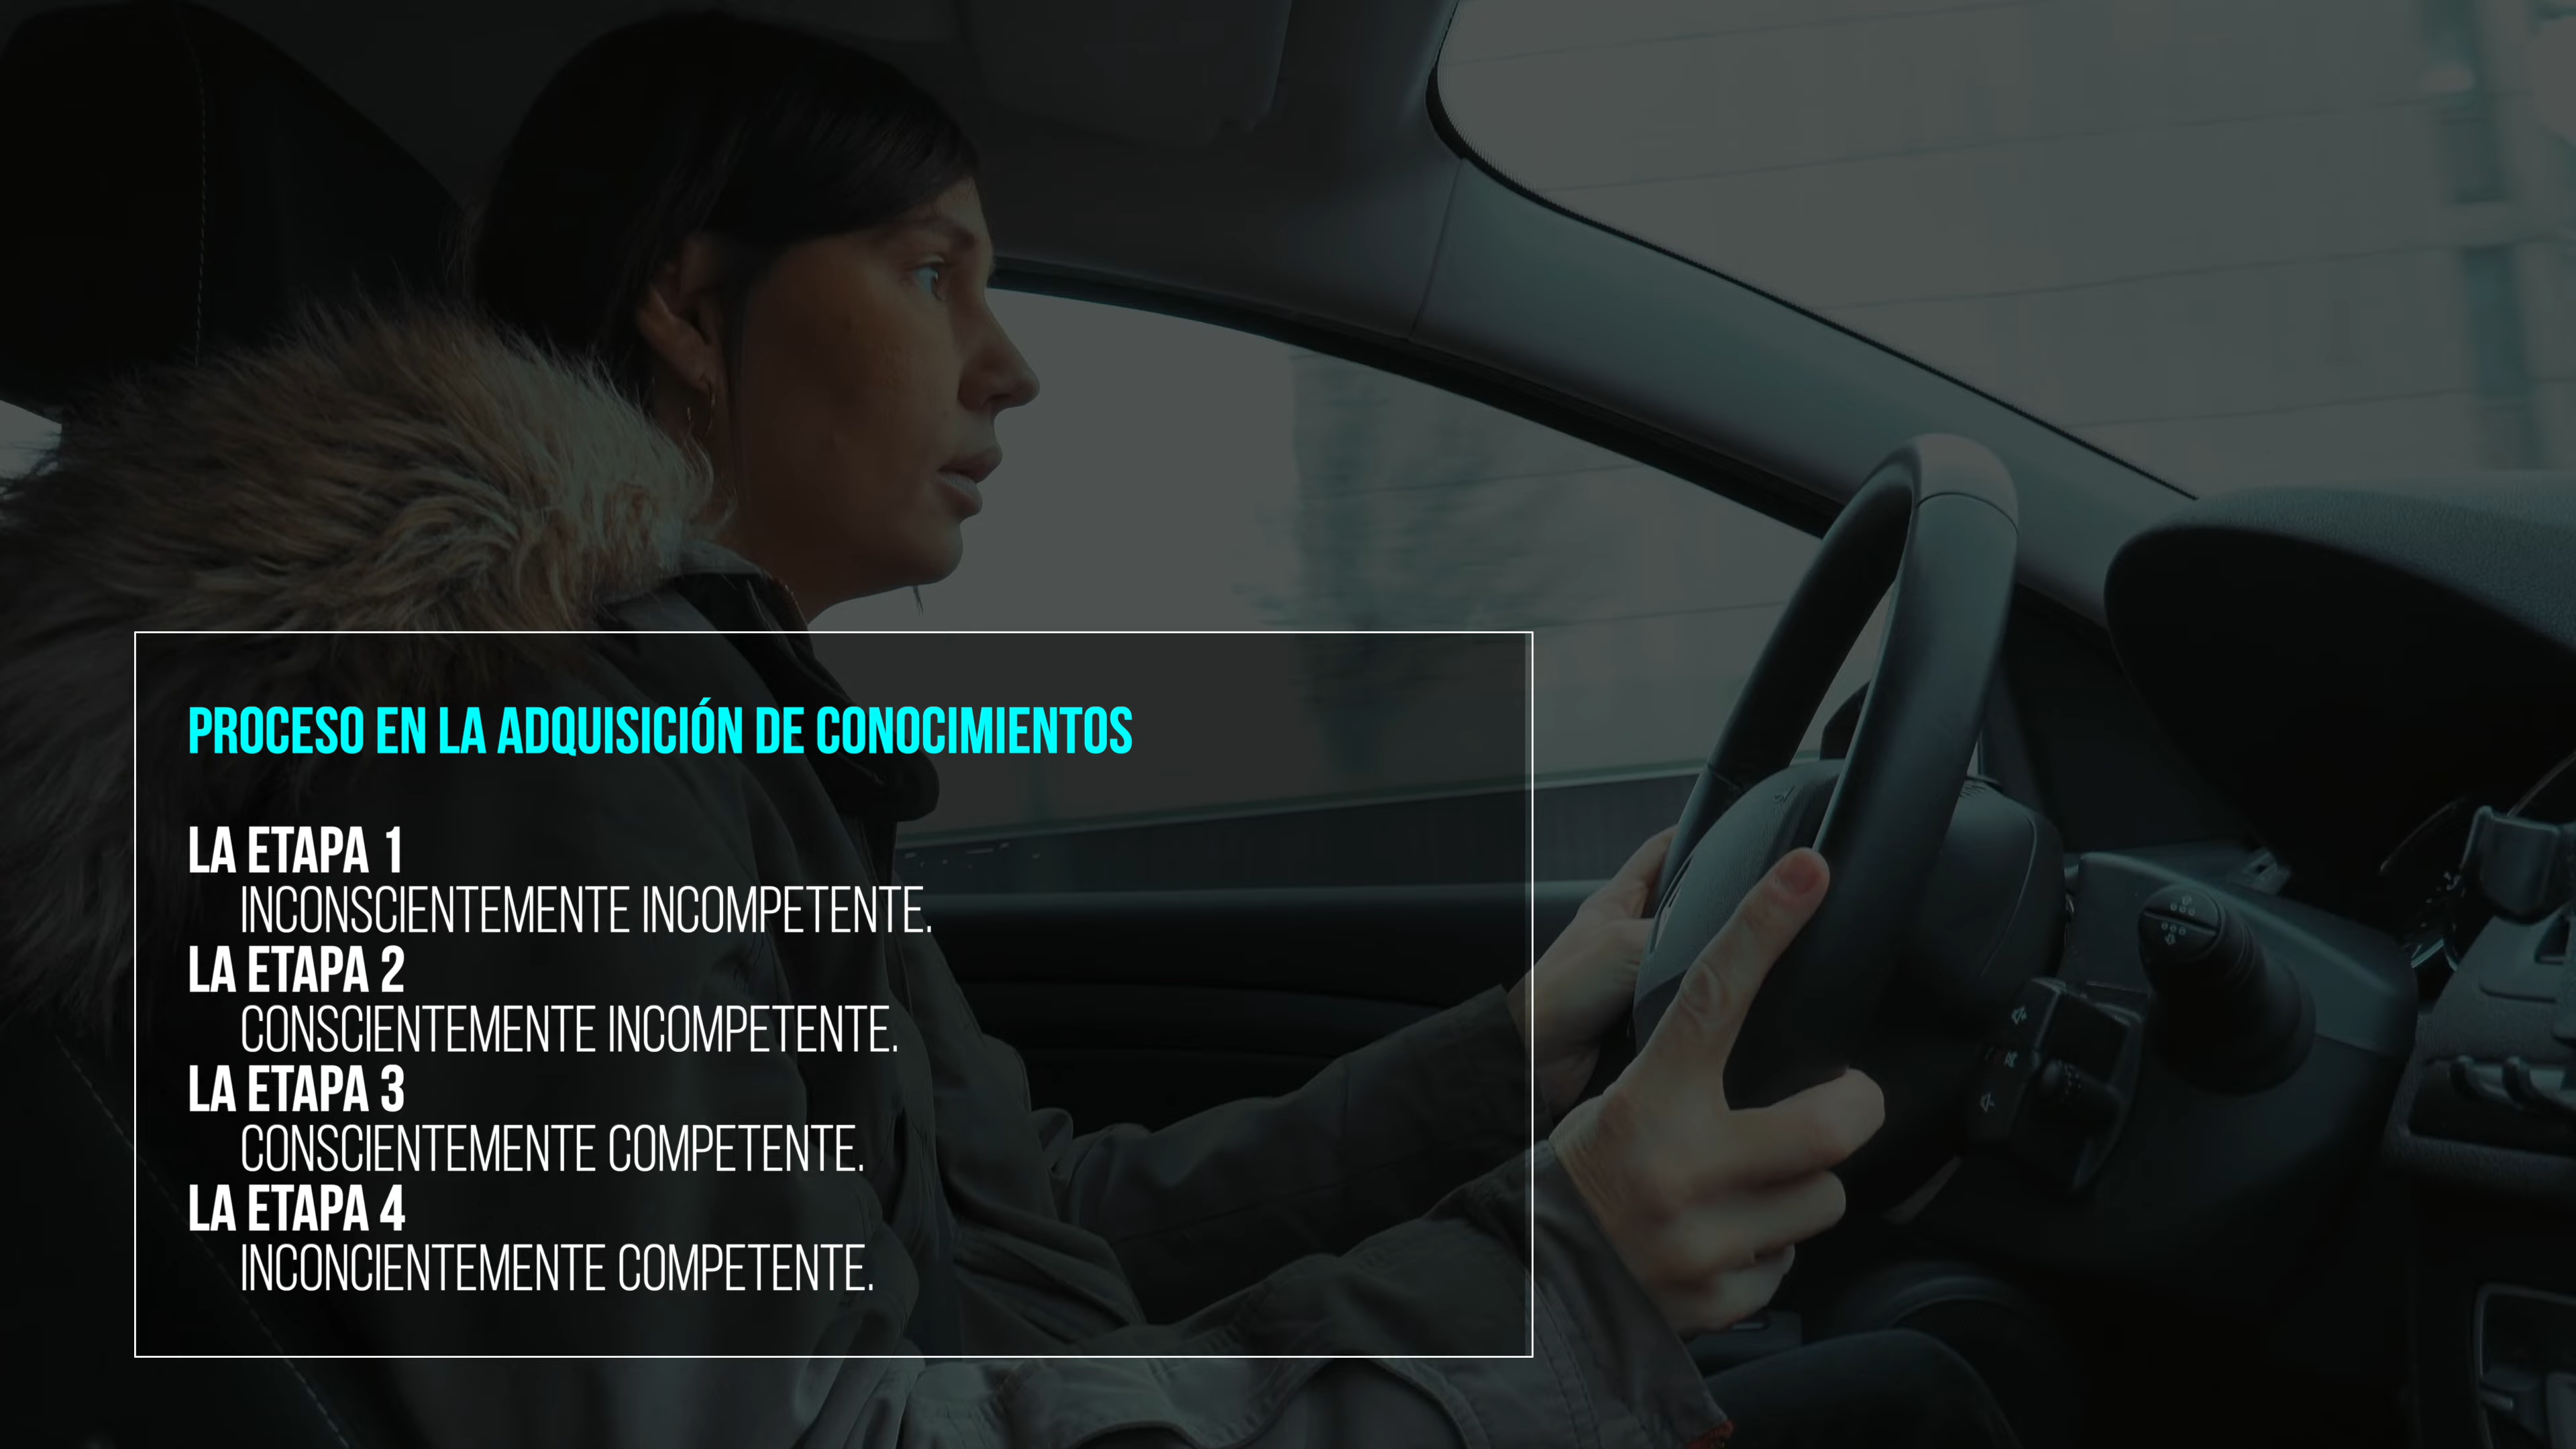 PROCESO EN LA ADQUISICIÓN DE CONOCIMIENTOS
LA ETAPA 1
INCONSCIENTEMENTE INCOMPETENTE.
LA ETAPA 2
CONSCIENTEMENTE INCOMPETENTE.
LA ETAPA 3
CONSCIENTEMENTE COMPETENTE.
LA ETAPA 4
INCONCIENTEMENTE COMPETENTE.